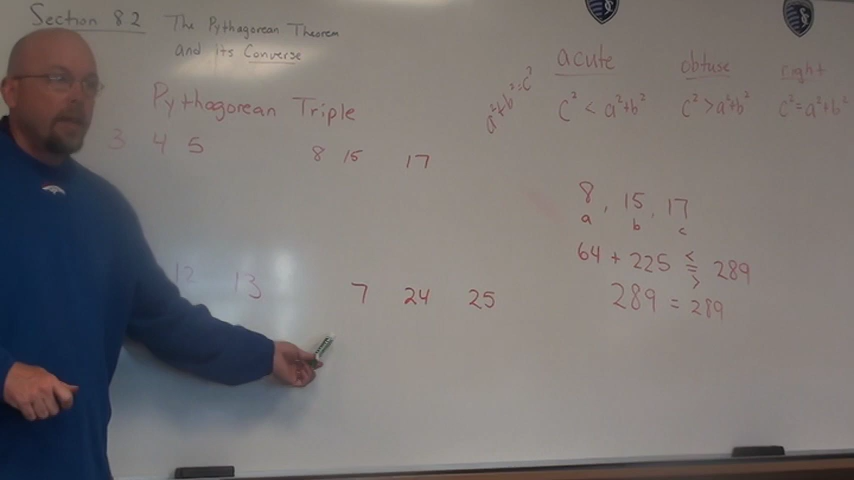 Section 8.2 The Pythagorean Theorem
and its Converse
Pythagorean Triple
3 4 5
8 15 17
12 13
7 24 25
a²+b²=c²
acute obtuse right
c² < a²+b² c² > a²+b² c² = a²+b²
8, 15, 17
a b c
64 + 225 <=> 289
289 = 289